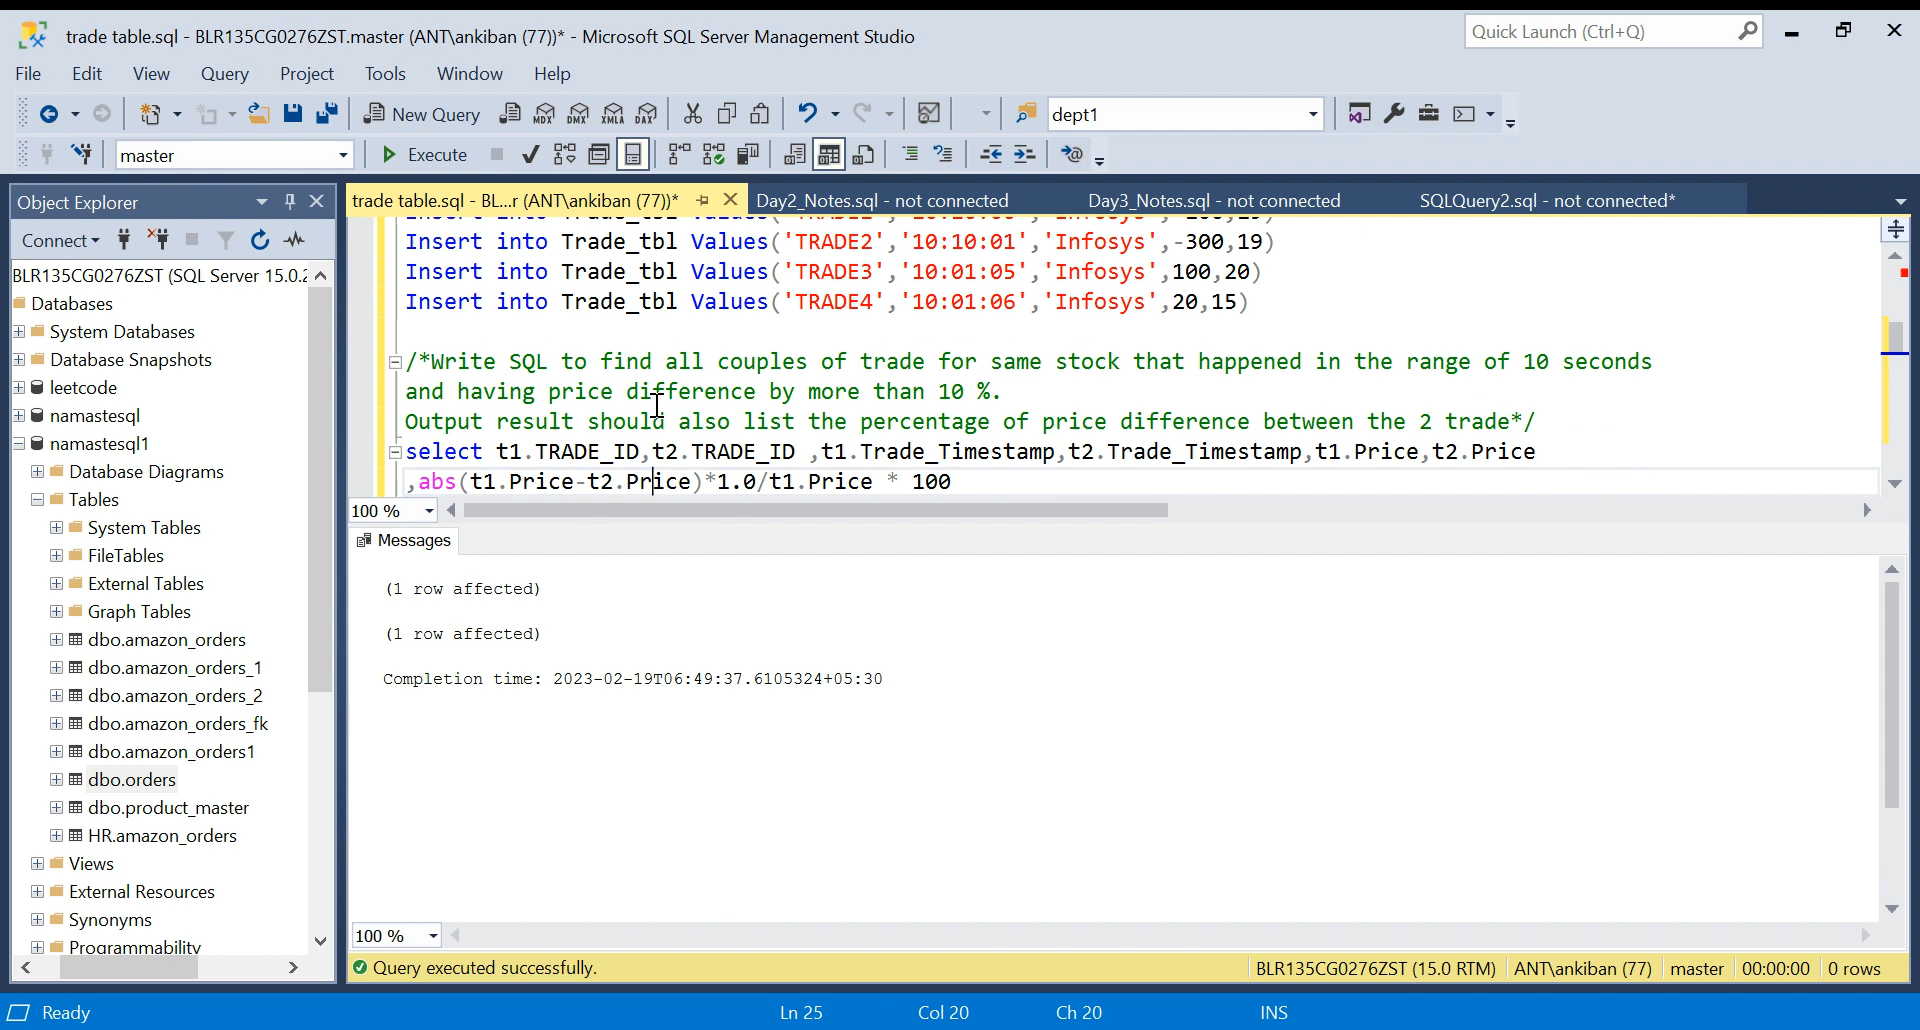 trade table.sql - BLR135CG0276ZST.master (ANT\ankiban (77))* - Microsoft SQL Server Management Studio
Quick Launch (Ctrl+Q)
File Edit View Query Project Tools Window Help
New Query MDX DMX XMLA DAX dept1
master Execute
Object Explorer
trade table.sql - BL...r (ANT\ankiban (77))* Day2_Notes.sql - not connected Day3_Notes.sql - not connected SQLQuery2.sql - not connected*
Connect
BLR135CG0276ZST (SQL Server 15.0.2
Databases
System Databases
Database Snapshots
leetcode
namastesql
namastesql1
Database Diagrams
Tables
System Tables
FileTables
External Tables
Graph Tables
dbo.amazon_orders
dbo.amazon_orders_1
dbo.amazon_orders_2
dbo.amazon_orders_fk
dbo.amazon_orders1
dbo.orders
dbo.product_master
HR.amazon_orders
Views
External Resources
Synonyms
Programmability
Insert into Trade_tbl Values('TRADE2','10:10:01','Infosys',-300,19)
Insert into Trade_tbl Values('TRADE3','10:01:05','Infosys',100,20)
Insert into Trade_tbl Values('TRADE4','10:01:06','Infosys',20,15)
/*Write SQL to find all couples of trade for same stock that happened in the range of 10 seconds
and having price difference by more than 10 %.
Output result should also list the percentage of price difference between the 2 trade*/
select t1.TRADE_ID,t2.TRADE_ID ,t1.Trade_Timestamp,t2.Trade_Timestamp,t1.Price,t2.Price
,abs(t1.Price-t2.Price)*1.0/t1.Price * 100
100 %
Messages
(1 row affected)
(1 row affected)
Completion time: 2023-02-19T06:49:37.6105324+05:30
100 %
Query executed successfully. BLR135CG0276ZST (15.0 RTM) ANT\ankiban (77) master 00:00:00 0 rows
Ready Ln 25 Col 20 Ch 20 INS